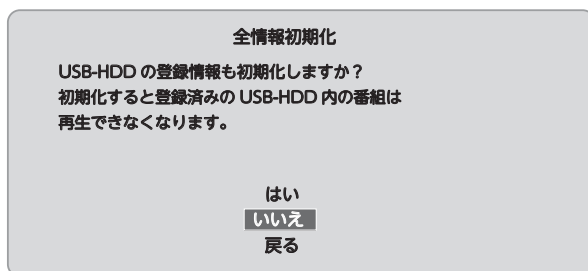 全情報初期化
USB-HDD の登録情報も初期化しますか？
初期化すると登録済みの USB-HDD 内の番組は
再生できなくなります。
はい
いいえ
戻る